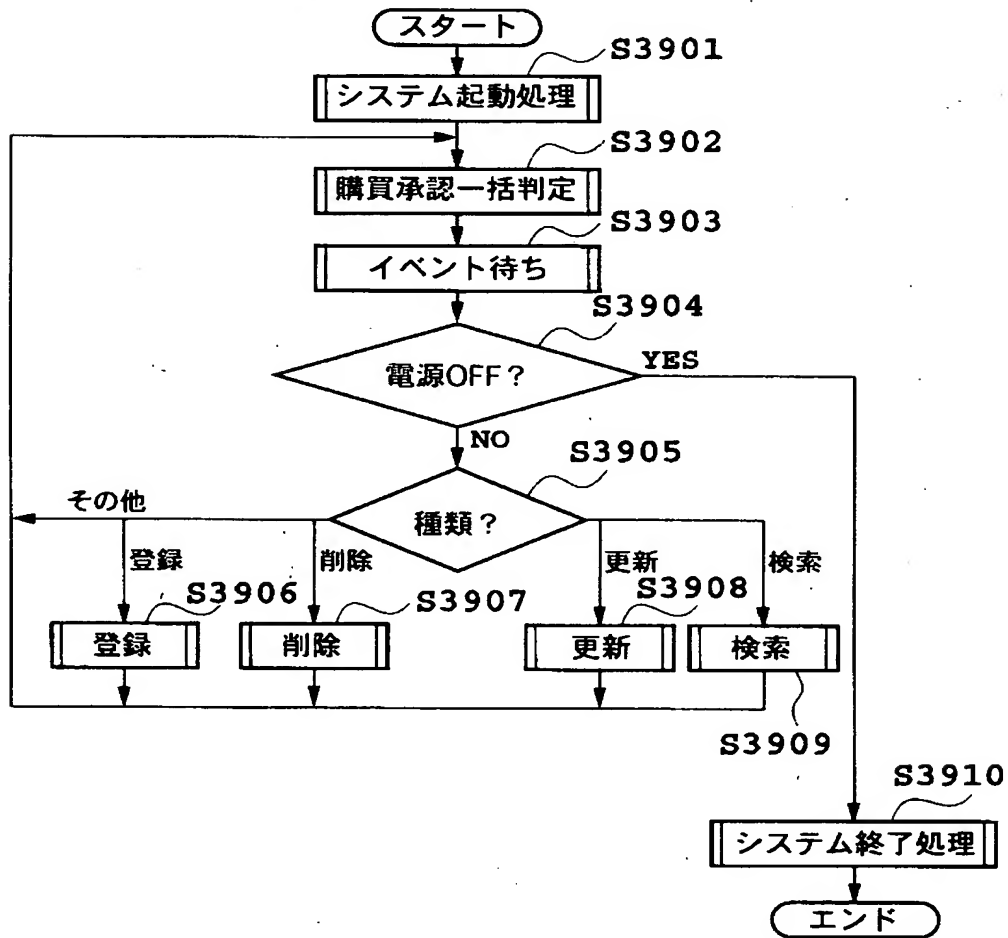 スタート
S3901
システム起動処理
S3902
購買承認一括判定
S3903
イベント待ち
S3904
電源OFF?
YES
NO
S3905
種類?
その他
登録
削除
更新
検索
S3906
S3907
S3908
登録
削除
更新
検索
S3909
S3910
システム終了処理
エンド